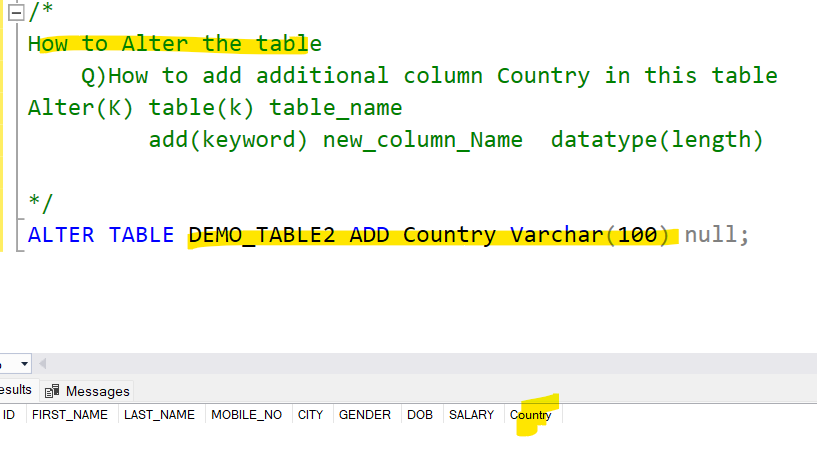 /*
How to Alter the table
Q)How to add additional column Country in this table
Alter(K) table(k) table_name
add(keyword) new_column_Name datatype(length)
*/
ALTER TABLE DEMO_TABLE2 ADD Country Varchar(100) null;
esults Messages
ID FIRST_NAME LAST_NAME MOBILE_NO CITY GENDER DOB SALARY Country